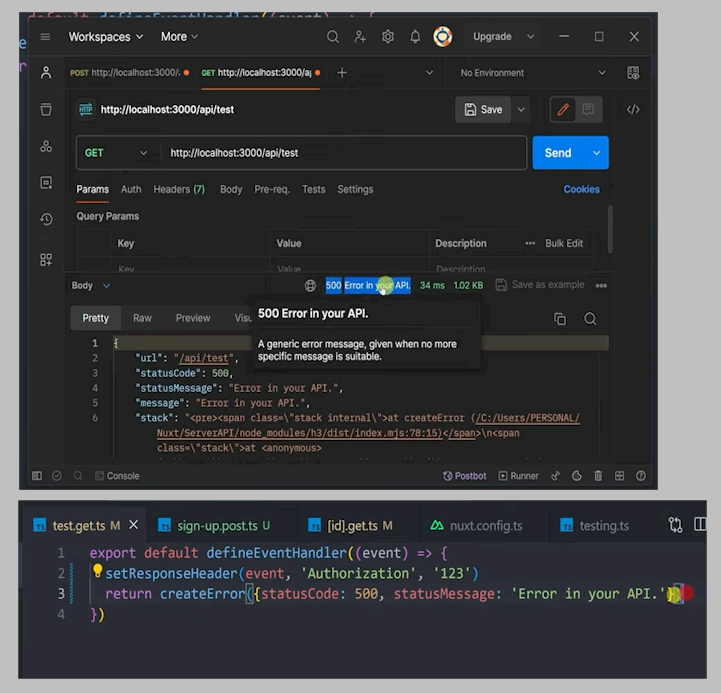 default defineEventHandler((event) => {
Workspaces
More
Upgrade
POST http://localhost:3000/
GET http://localhost:3000/ap
No Environment
HTTP
http://localhost:3000/api/test
Save
GET
http://localhost:3000/api/test
Send
Params Auth Headers (7) Body Pre-req. Tests Settings
Cookies
Query Params
Key Value Description Bulk Edit
Key Value Description
Body
500 Error in your API. 34 ms 1.02 KB Save as example
Pretty Raw Preview Visu
500 Error in your API.
A generic error message, given when no more
specific message is suitable.
1 {
2 "url": "/api/test",
3 "statusCode": 500,
4 "statusMessage": "Error in your API.",
5 "message": "Error in your API.",
6 "stack": "<pre><span class=\"stack internal\">at createError (/C:/Users/PERSONAL/
Nuxt/ServerAPI/node_modules/h3/dist/index.mjs:78:15)</span>\n<span
class=\"stack\">at <anonymous>
Console
Postbot
Runner
TS test.get.ts M
TS sign-up.post.ts U
TS [id].get.ts M
nuxt.config.ts
TS testing.ts
1 export default defineEventHandler((event) => {
2 setResponseHeader(event, 'Authorization', '123')
3 return createError({statusCode: 500, statusMessage: 'Error in your API.'})
4 })